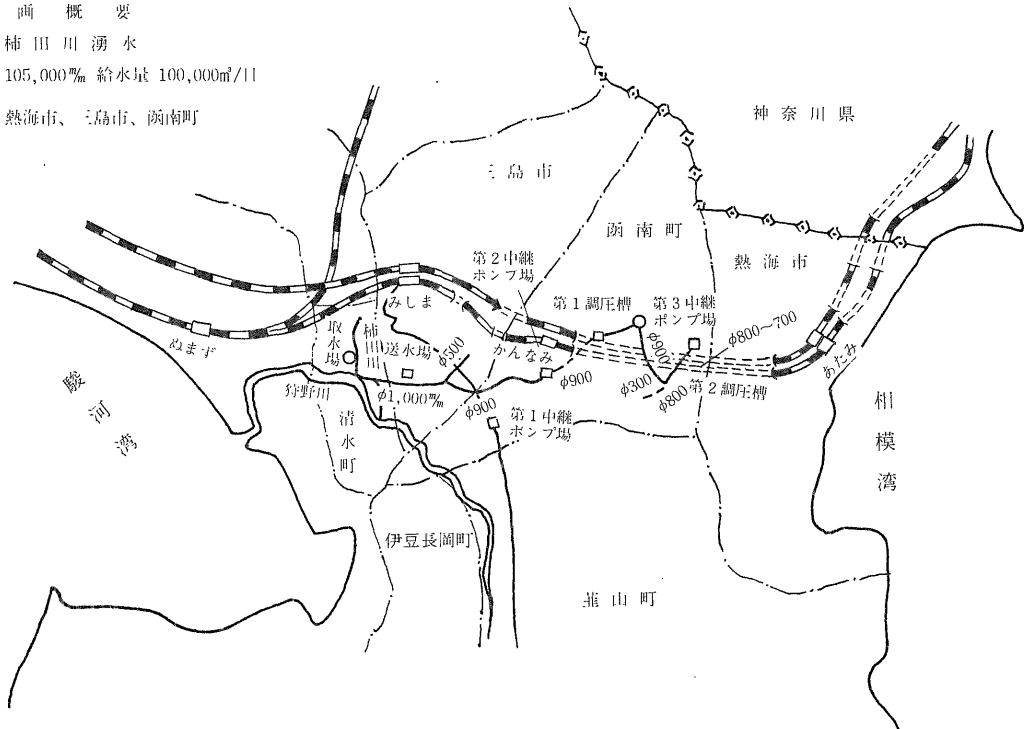 画概要
柿田川湧水
105,000㎥/m 給水量 100,000㎥/日
熱海市、三島市、函南町
神奈川県
三島市
函南町
熱海市
第2中継
ポンプ場
第1調圧槽
第3中継
ポンプ場
φ800〜700
みしま
ぬまず
取水場
柿田川
送水場
φ500
かんなみ
φ900
φ900
φ300
φ800
第2調圧槽
あたみ
駿河湾
狩野川
φ1,000㎜
φ900
第1中継
ポンプ場
清水町
相模湾
伊豆長岡町
韮山町